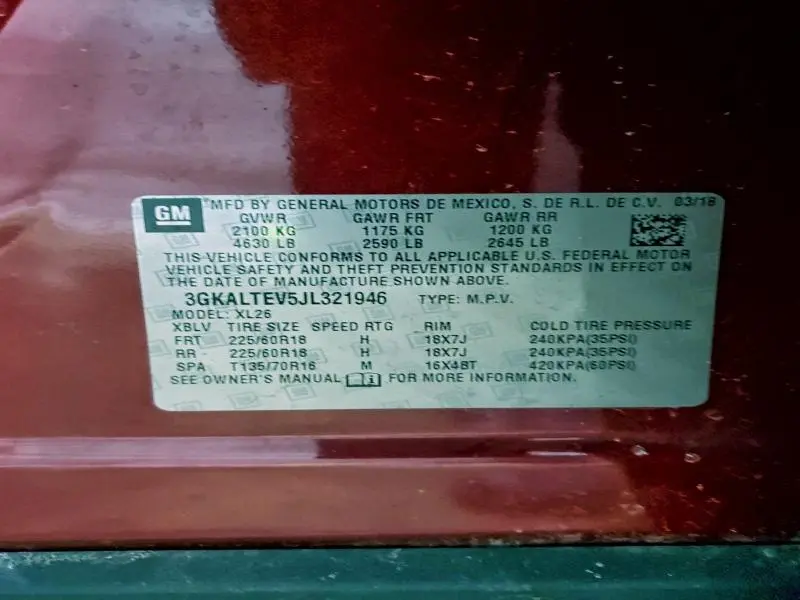 GM MFD BY GENERAL MOTORS DE MEXICO, S. DE R.L. DE C.V. 03/18
GVWR GAWR FRT GAWR RR
2100 KG 1175 KG 1200 KG
4630 LB 2590 LB 2645 LB
THIS VEHICLE CONFORMS TO ALL APPLICABLE U.S. FEDERAL MOTOR
VEHICLE SAFETY AND THEFT PREVENTION STANDARDS IN EFFECT ON
THE DATE OF MANUFACTURE SHOWN ABOVE.
3GKALTEV5JL321946 TYPE: M.P.V.
MODEL: XL26
XBLV TIRE SIZE SPEED RTG RIM COLD TIRE PRESSURE
FRT 225/60R18 H 18X7J 240KPA(35PSI)
RR 225/60R18 H 18X7J 240KPA(35PSI)
SPA T135/70R16 M 16X4BT 420KPA(60PSI)
SEE OWNER'S MANUAL FOR MORE INFORMATION.